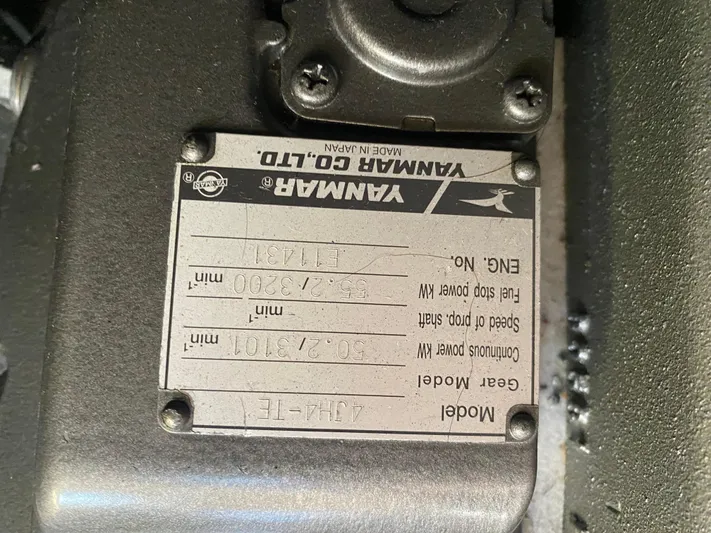 Model 4JH4-TE
Gear Model
Continuous power kW 50.2/3101 min-1
Speed of prop. shaft min-1
Fuel stop power kW 55.2/3200 min-1
ENG. No. E11431
YANMAR ® YANMAR ®
YANMAR CO.,LTD.
MADE IN JAPAN